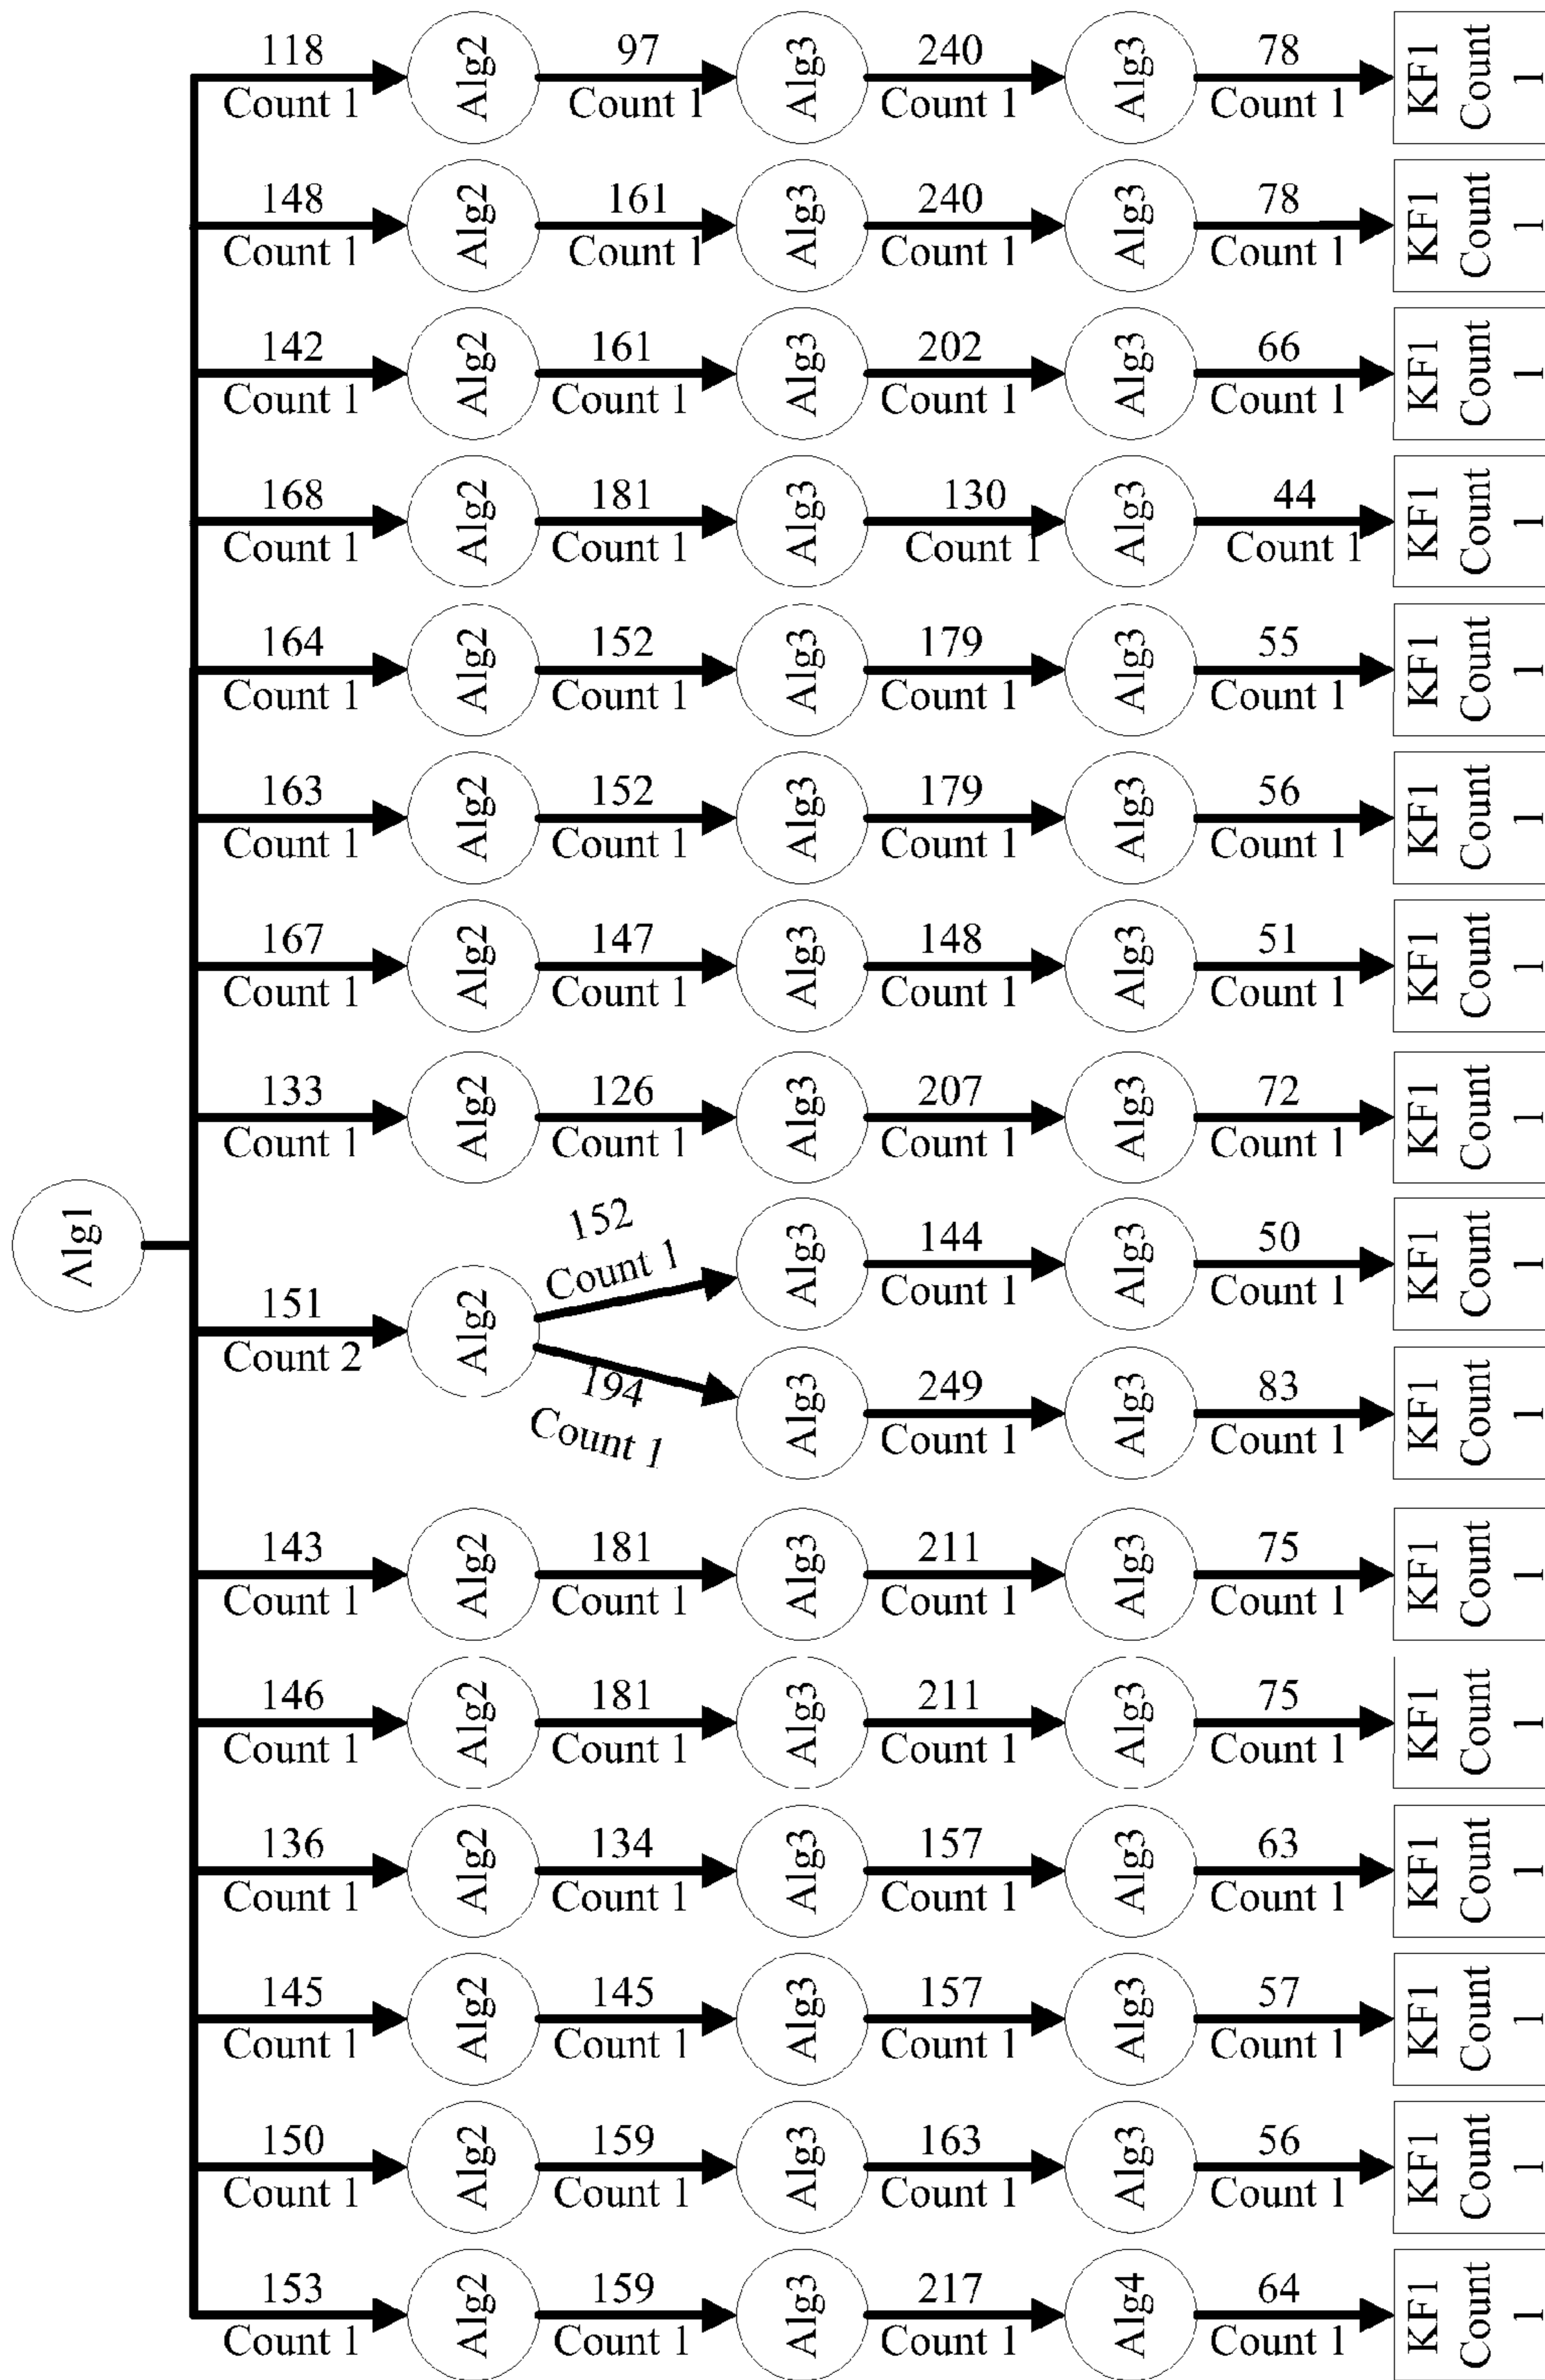 118
Count 1
Alg2
97
Count 1
Alg3
240
Count 1
Alg3
78
Count 1
KF1
Count
1
148
Count 1
Alg2
161
Count 1
Alg3
240
Count 1
Alg3
78
Count 1
KF1
Count
1
142
Count 1
Alg2
161
Count 1
Alg3
202
Count 1
Alg3
66
Count 1
KF1
Count
1
168
Count 1
Alg2
181
Count 1
Alg3
130
Count 1
Alg3
44
Count 1
KF1
Count
1
164
Count 1
Alg2
152
Count 1
Alg3
179
Count 1
Alg3
55
Count 1
KF1
Count
1
163
Count 1
Alg2
152
Count 1
Alg3
179
Count 1
Alg3
56
Count 1
KF1
Count
1
167
Count 1
Alg2
147
Count 1
Alg3
148
Count 1
Alg3
51
Count 1
KF1
Count
1
133
Count 1
Alg2
126
Count 1
Alg3
207
Count 1
Alg3
72
Count 1
KF1
Count
1
Alg1
151
Count 2
Alg2
152
Count 1
Alg3
144
Count 1
Alg3
50
Count 1
KF1
Count
1
194
Count 1
Alg3
249
Count 1
Alg3
83
Count 1
KF1
Count
1
143
Count 1
Alg2
181
Count 1
Alg3
211
Count 1
Alg3
75
Count 1
KF1
Count
1
146
Count 1
Alg2
181
Count 1
Alg3
211
Count 1
Alg3
75
Count 1
KF1
Count
1
136
Count 1
Alg2
134
Count 1
Alg3
157
Count 1
Alg3
63
Count 1
KF1
Count
1
145
Count 1
Alg2
145
Count 1
Alg3
157
Count 1
Alg3
57
Count 1
KF1
Count
1
150
Count 1
Alg2
159
Count 1
Alg3
163
Count 1
Alg3
56
Count 1
KF1
Count
1
153
Count 1
Alg2
159
Count 1
Alg3
217
Count 1
Alg4
64
Count 1
KF1
Count
1